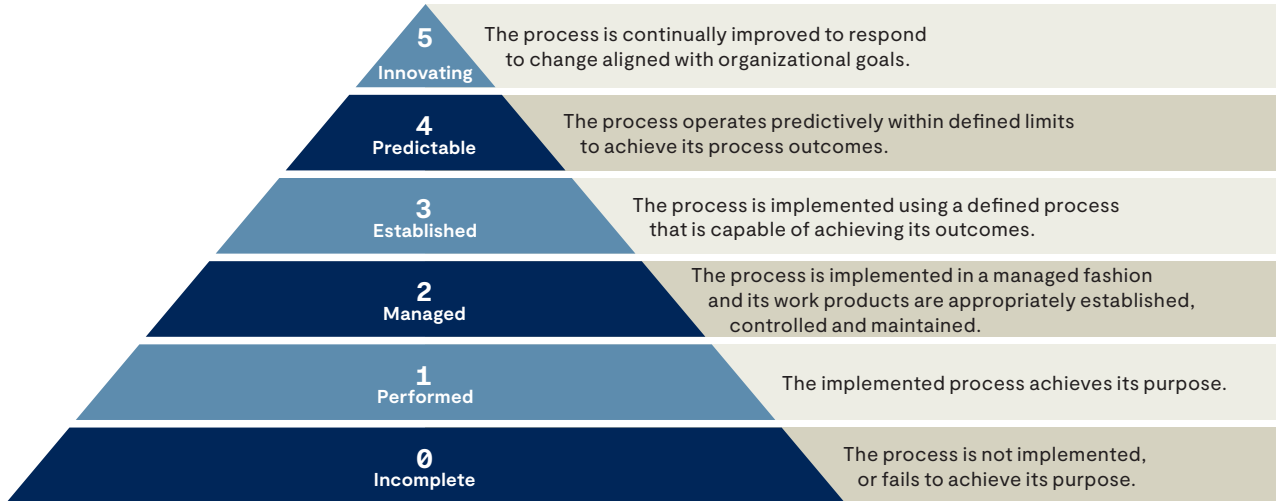 5
Innovating
The process is continually improved to respond
to change aligned with organizational goals.
4
Predictable
The process operates predictively within defined limits
to achieve its process outcomes.
3
Established
The process is implemented using a defined process
that is capable of achieving its outcomes.
2
Managed
The process is implemented in a managed fashion
and its work products are appropriately established,
controlled and maintained.
1
Performed
The implemented process achieves its purpose.
0
Incomplete
The process is not implemented,
or fails to achieve its purpose.